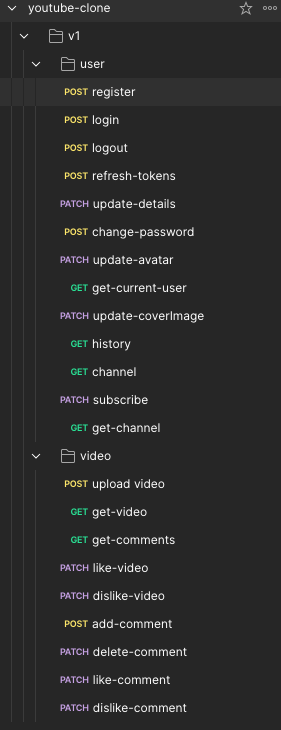 youtube-clone
v1
user
POST register
POST login
POST logout
POST refresh-tokens
PATCH update-details
POST change-password
PATCH update-avatar
GET get-current-user
PATCH update-coverImage
GET history
GET channel
PATCH subscribe
GET get-channel
video
POST upload video
GET get-video
GET get-comments
PATCH like-video
PATCH dislike-video
POST add-comment
PATCH delete-comment
PATCH like-comment
PATCH dislike-comment